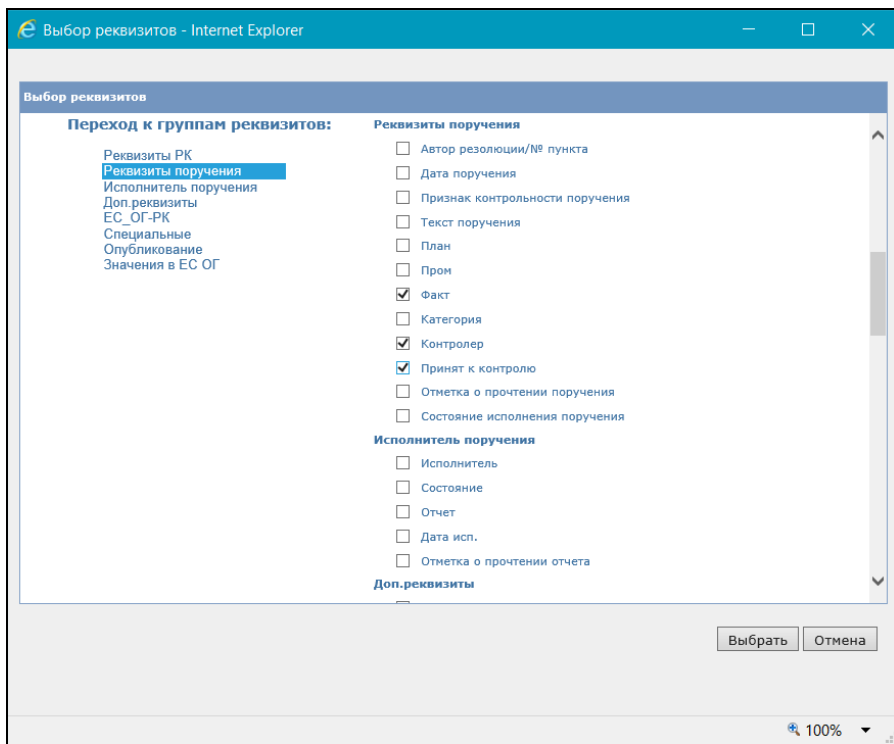 Выбор реквизитов - Internet Explorer
Выбор реквизитов
Переход к группам реквизитов:
Реквизиты РК
Реквизиты поручения
Исполнитель поручения
Доп.реквизиты
ЕС_ОГ-РК
Специальные
Опубликование
Значения в ЕС ОГ
Реквизиты поручения
Автор резолюции/№ пункта
Дата поручения
Признак контрольности поручения
Текст поручения
План
Пром
Факт
Категория
Контролер
Принят к контролю
Отметка о прочтении поручения
Состояние исполнения поручения
Исполнитель поручения
Исполнитель
Состояние
Отчет
Дата исп.
Отметка о прочтении отчета
Доп.реквизиты
Выбрать
Отмена
100%